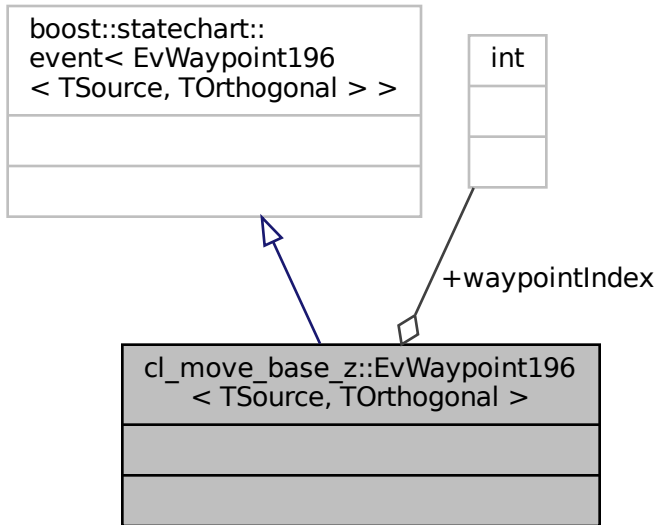 boost::statechart::
event< EvWaypoint196
< TSource, TOrthogonal > >
int
+waypointIndex
cl_move_base_z::EvWaypoint196
< TSource, TOrthogonal >